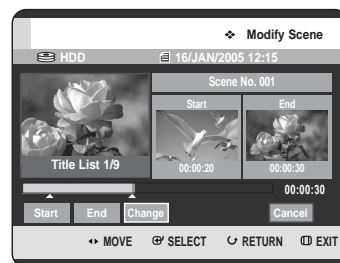 ❖ Modify Scene
HDD 16/JAN/2005 12:15
Scene No. 001
Start End
Title List 1/9
00:00:20 00:00:30
00:00:30
Start End Change Cancel
MOVE SELECT RETURN EXIT